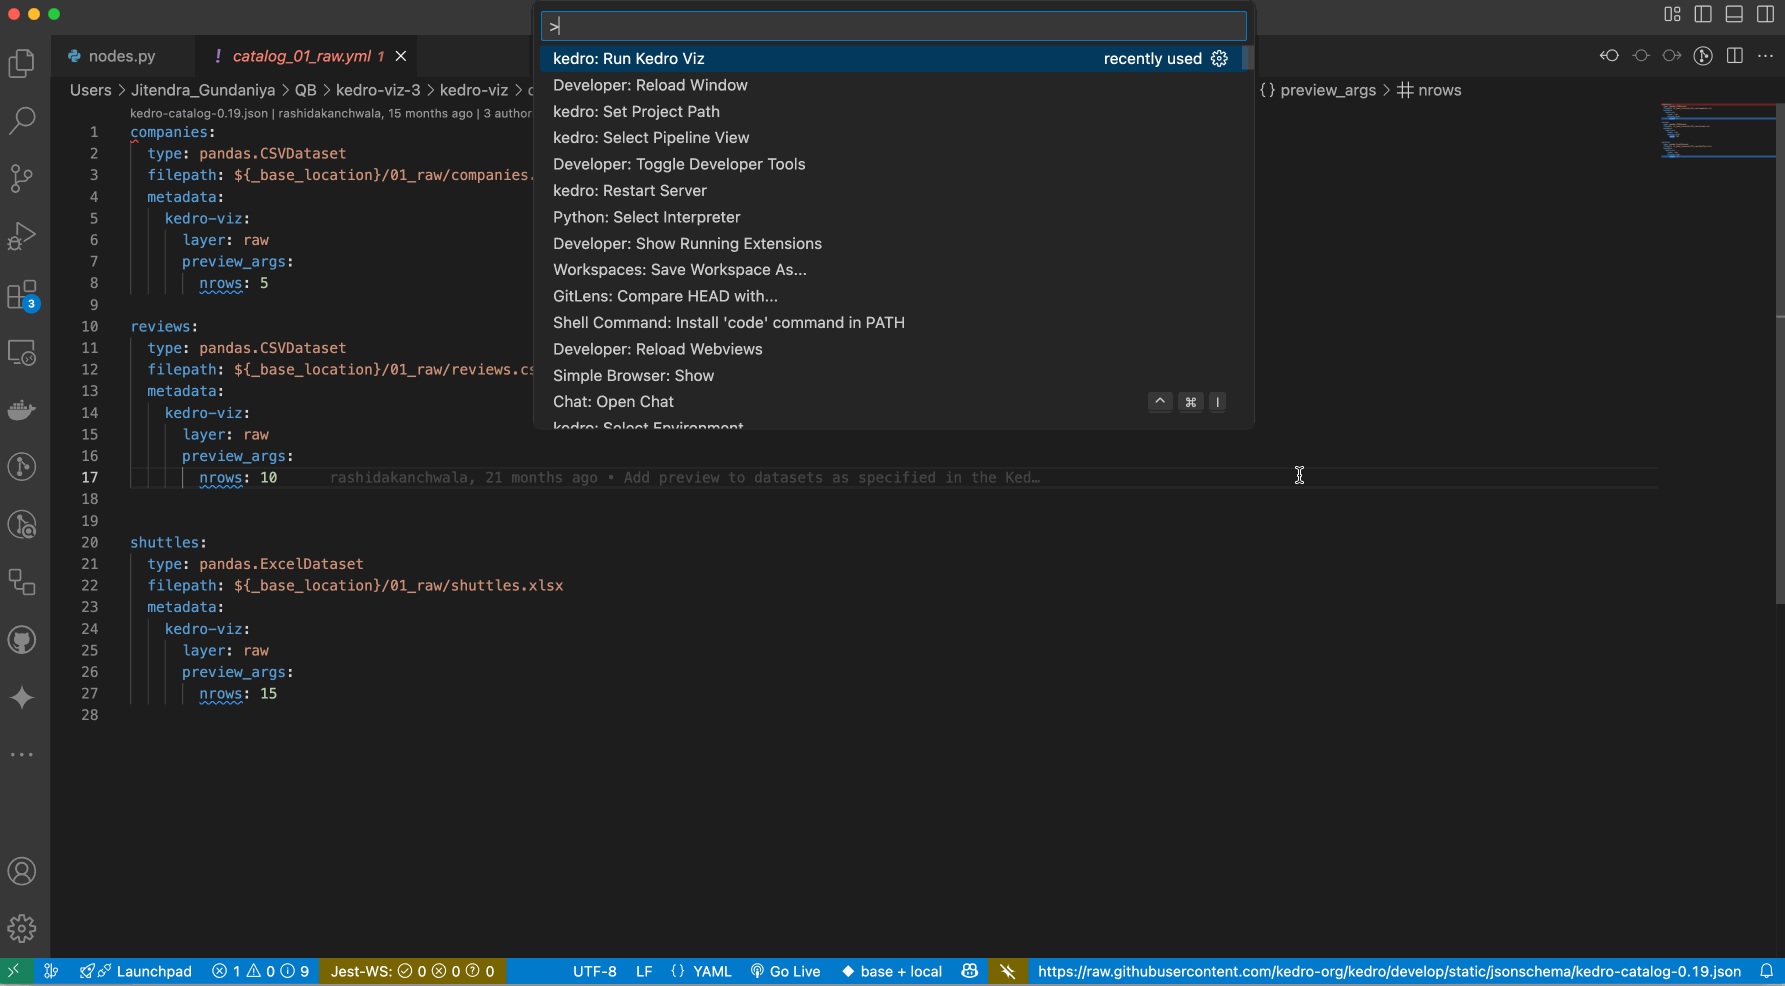 >
kedro: Run Kedro Viz recently used
Developer: Reload Window
kedro: Set Project Path
kedro: Select Pipeline View
Developer: Toggle Developer Tools
kedro: Restart Server
Python: Select Interpreter
Developer: Show Running Extensions
Workspaces: Save Workspace As...
GitLens: Compare HEAD with...
Shell Command: Install 'code' command in PATH
Developer: Reload Webviews
Simple Browser: Show
Chat: Open Chat ^ ⌘ I
kedro: Select Environment
nodes.py
! catalog_01_raw.yml 1
Users > Jitendra_Gundaniya > QB > kedro-viz-3 > kedro-viz >
{} preview_args > # nrows
kedro-catalog-0.19.json | rashidakanchwala, 15 months ago | 3 author
1 companies:
2 type: pandas.CSVDataset
3 filepath: ${_base_location}/01_raw/companies.
4 metadata:
5 kedro-viz:
6 layer: raw
7 preview_args:
8 nrows: 5
9
10 reviews:
11 type: pandas.CSVDataset
12 filepath: ${_base_location}/01_raw/reviews.cs
13 metadata:
14 kedro-viz:
15 layer: raw
16 preview_args:
17 nrows: 10 rashidakanchwala, 21 months ago • Add preview to datasets as specified in the Ked…
18
19
20 shuttles:
21 type: pandas.ExcelDataset
22 filepath: ${_base_location}/01_raw/shuttles.xlsx
23 metadata:
24 kedro-viz:
25 layer: raw
26 preview_args:
27 nrows: 15
28
3
Launchpad 1 0 9 Jest-WS: 0 0 0 UTF-8 LF {} YAML Go Live base + local https://raw.githubusercontent.com/kedro-org/kedro/develop/static/jsonschema/kedro-catalog-0.19.json